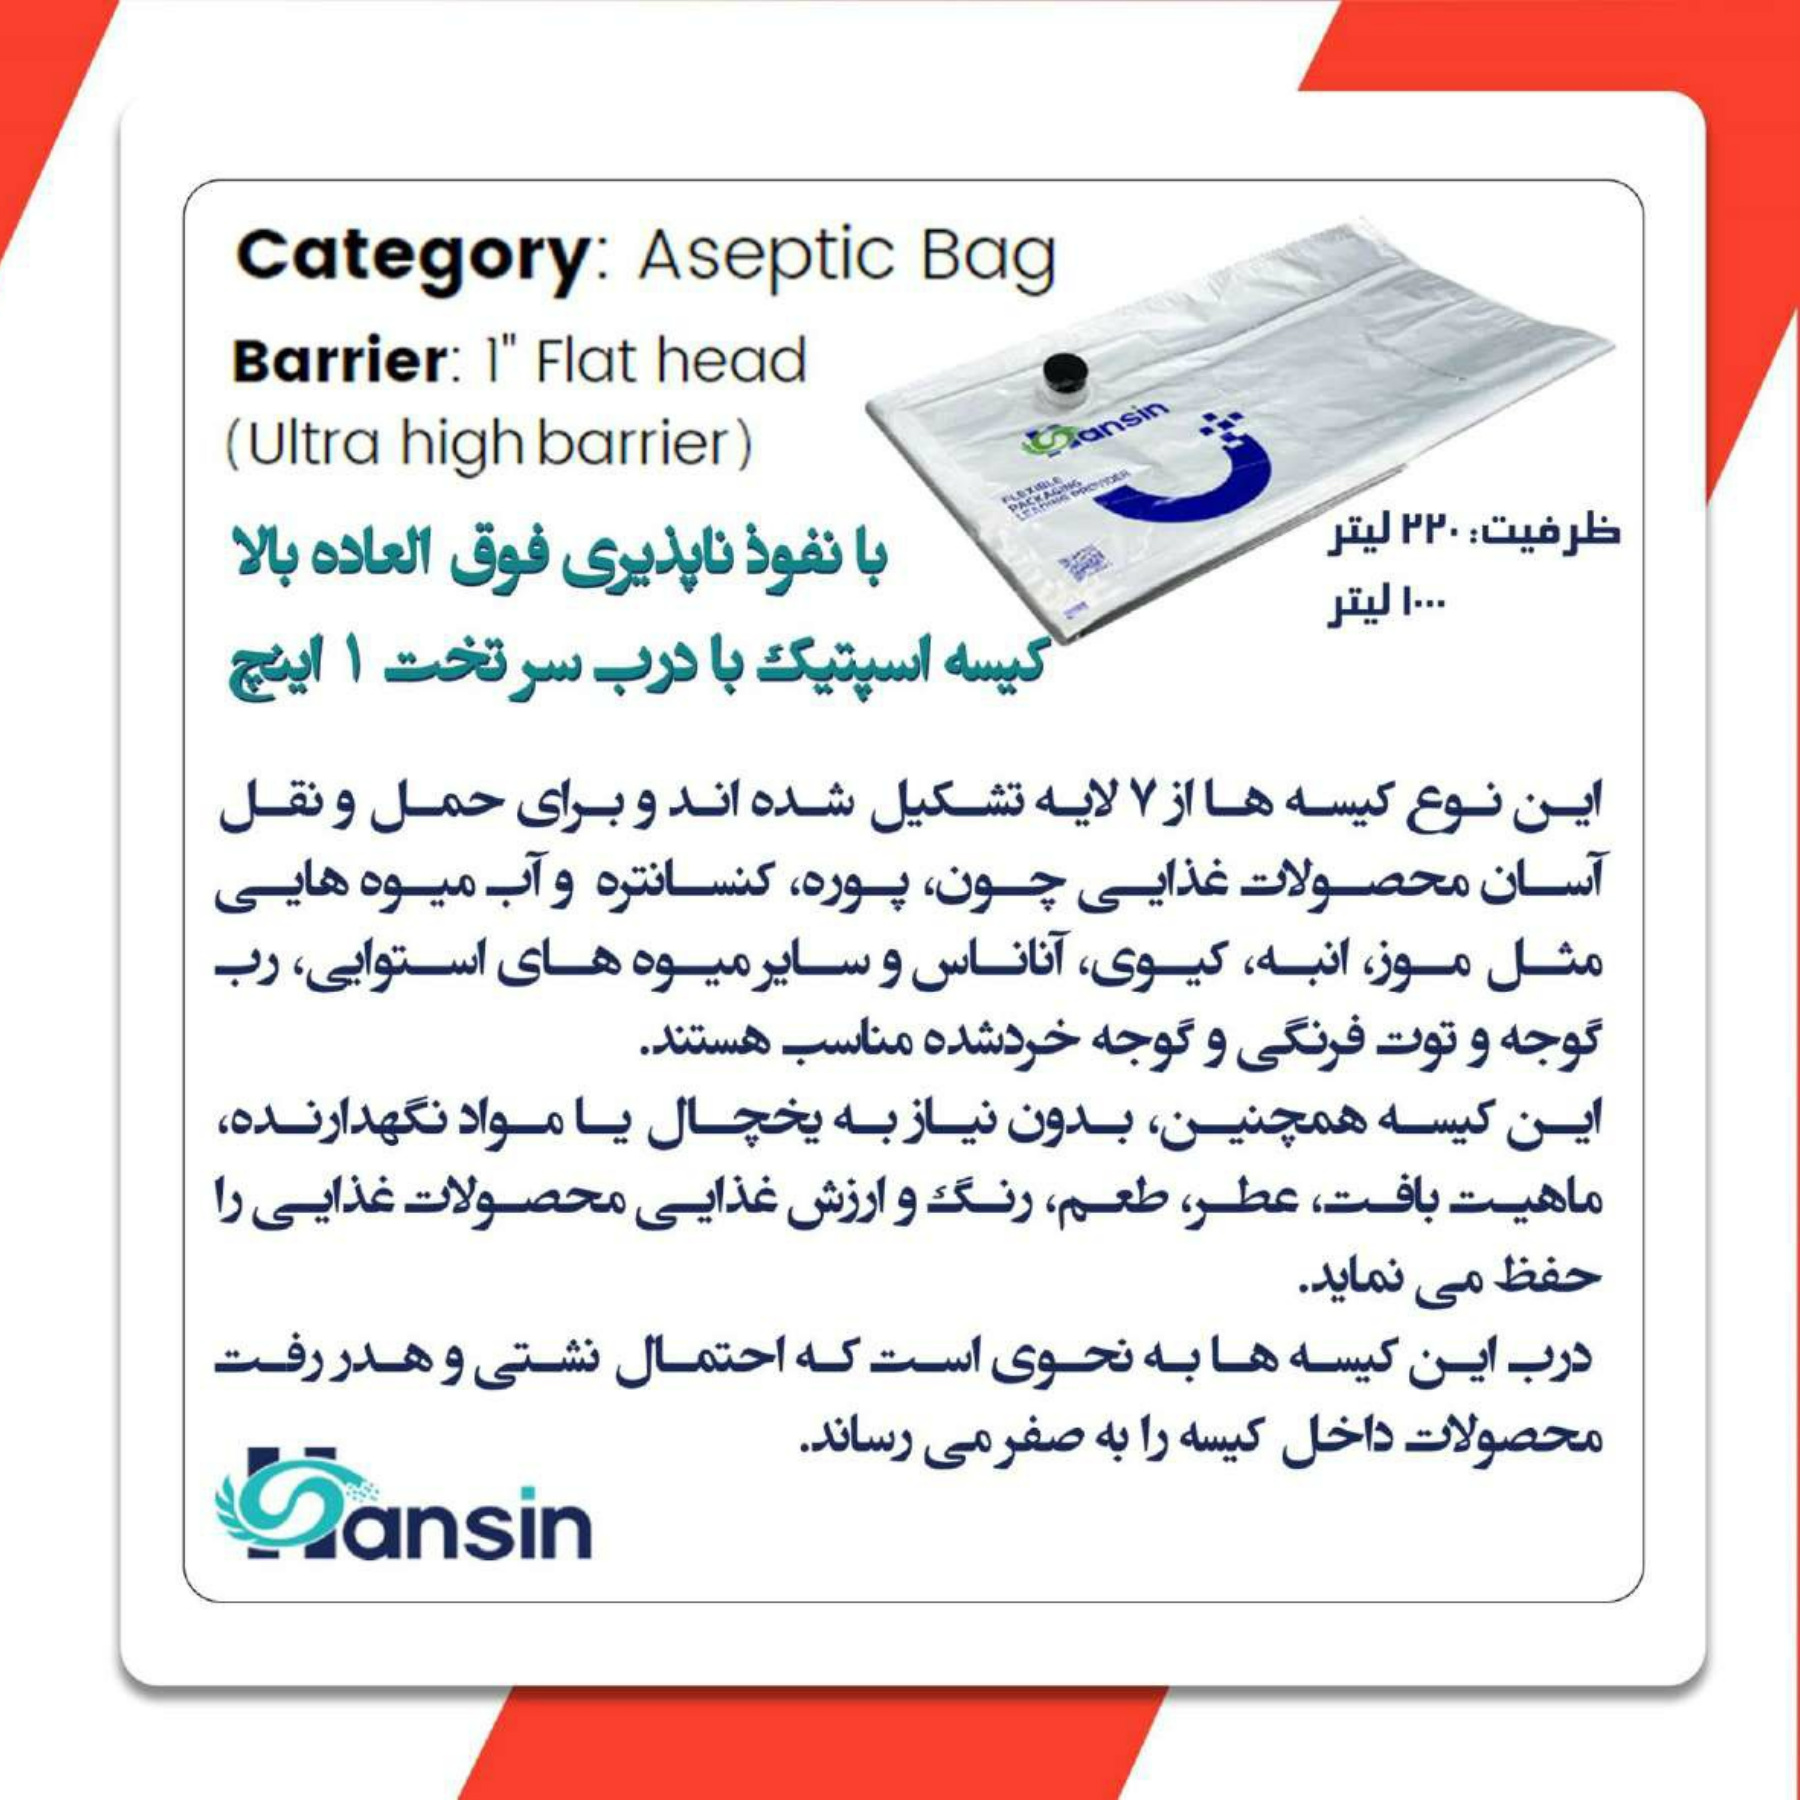 Category: Aseptic Bag
Barrier: 1" Flat head
(Ultra high barrier)
Hansin
FLEXIBLE
PACKAGING
LEADING PROVIDER
ظرفیت: ۲۲۰ لیتر
۱۰۰۰ لیتر
با نفوذ ناپذیری فوق العاده بالا
کیسه اسپتیک با درب سر تخت ۱ اینچ
این نوع کیسه ها از ۷ لایه تشکیل شده اند و برای حمل و نقل
آسان محصولات غذایی چون، پوره، کنسانتره و آب میوه هایی
مثل موز، انبه، کیوی، آناناس و سایر میوه های استوایی، رب
گوجه و توت فرنگی و گوجه خردشده مناسب هستند.
این کیسه همچنین، بدون نیاز به یخچال یا مواد نگهدارنده،
ماهیت بافت، عطر، طعم، رنگ و ارزش غذایی محصولات غذایی را
حفظ می نماید.
درب این کیسه ها به نحوی است که احتمال نشتی و هدر رفت
محصولات داخل کیسه را به صفر می رساند.
Hansin